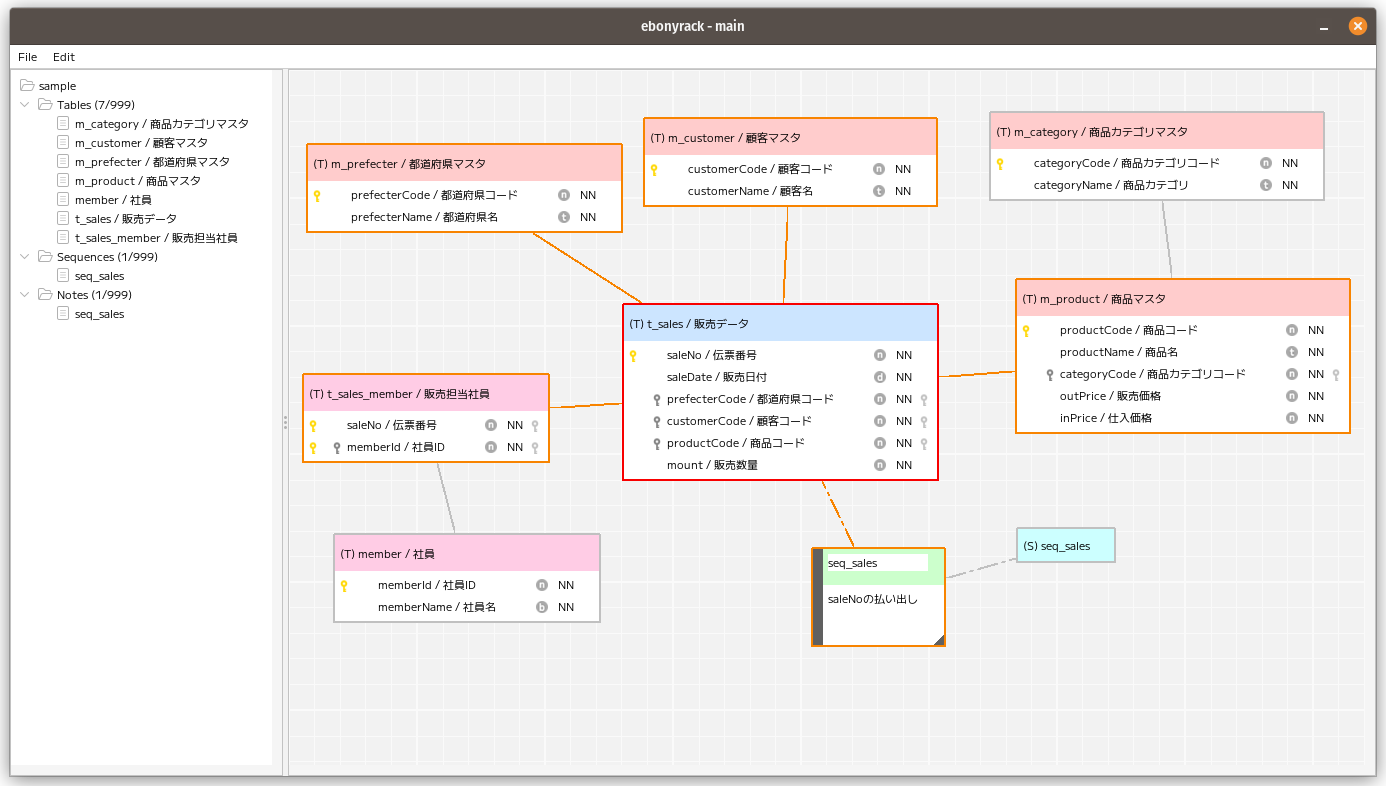 ebonyrack - main
File Edit
sample
Tables (7/999)
m_category / 商品カテゴリマスタ
m_customer / 顧客マスタ
m_prefecter / 都道府県マスタ
m_product / 商品マスタ
member / 社員
t_sales / 販売データ
t_sales_member / 販売担当社員
Sequences (1/999)
seq_sales
Notes (1/999)
seq_sales
(T) m_prefecter / 都道府県マスタ
prefecterCode / 都道府県コード n NN
prefecterName / 都道府県名 t NN
(T) m_customer / 顧客マスタ
customerCode / 顧客コード n NN
customerName / 顧客名 t NN
(T) m_category / 商品カテゴリマスタ
categoryCode / 商品カテゴリコード n NN
categoryName / 商品カテゴリ t NN
(T) t_sales / 販売データ
saleNo / 伝票番号 n NN
saleDate / 販売日付 d NN
prefecterCode / 都道府県コード n NN
customerCode / 顧客コード n NN
productCode / 商品コード n NN
mount / 販売数量 n NN
(T) m_product / 商品マスタ
productCode / 商品コード n NN
productName / 商品名 t NN
categoryCode / 商品カテゴリコード n NN
outPrice / 販売価格 n NN
inPrice / 仕入価格 n NN
(T) t_sales_member / 販売担当社員
saleNo / 伝票番号 n NN
memberId / 社員ID n NN
(T) member / 社員
memberId / 社員ID n NN
memberName / 社員名 b NN
seq_sales
saleNoの払い出し
(S) seq_sales